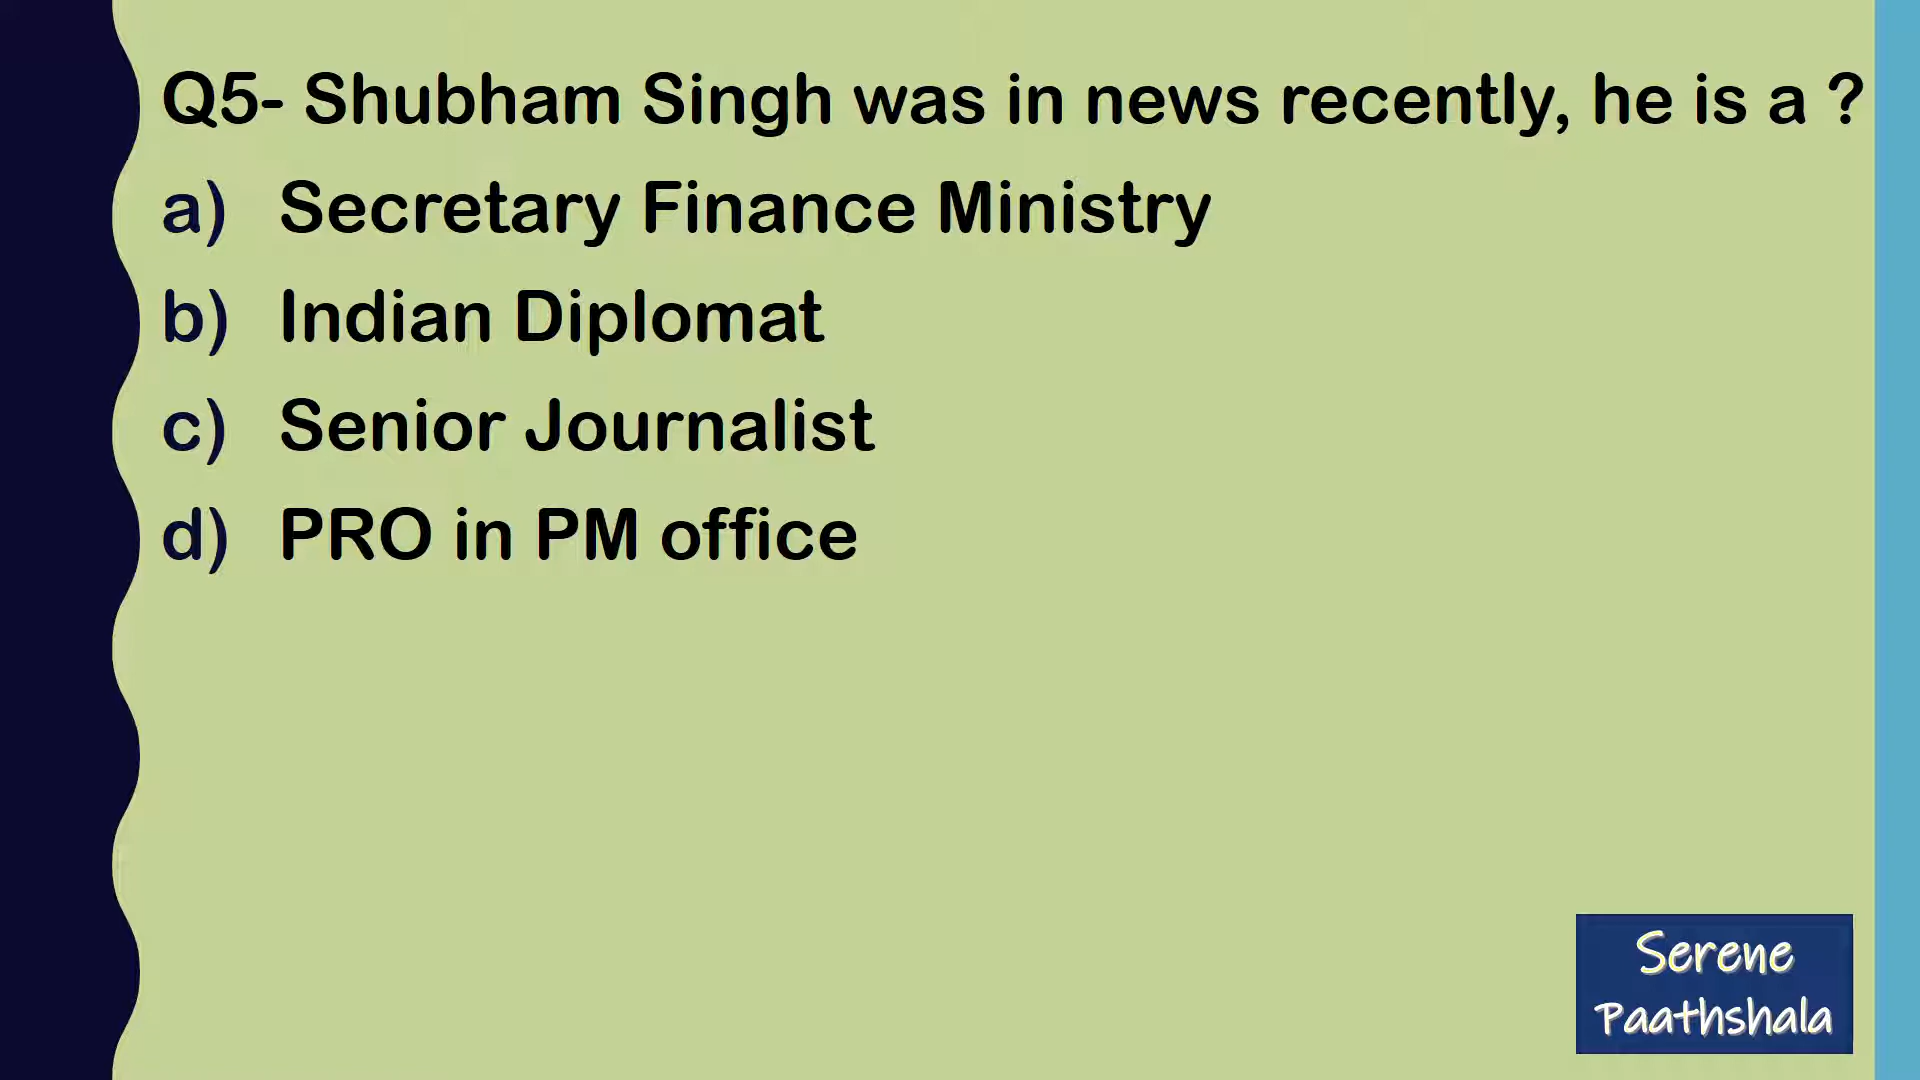 Q5- Shubham Singh was in news recently, he is a ?
a) Secretary Finance Ministry
b) Indian Diplomat
c) Senior Journalist
d) PRO in PM office
Serene
Paathshala